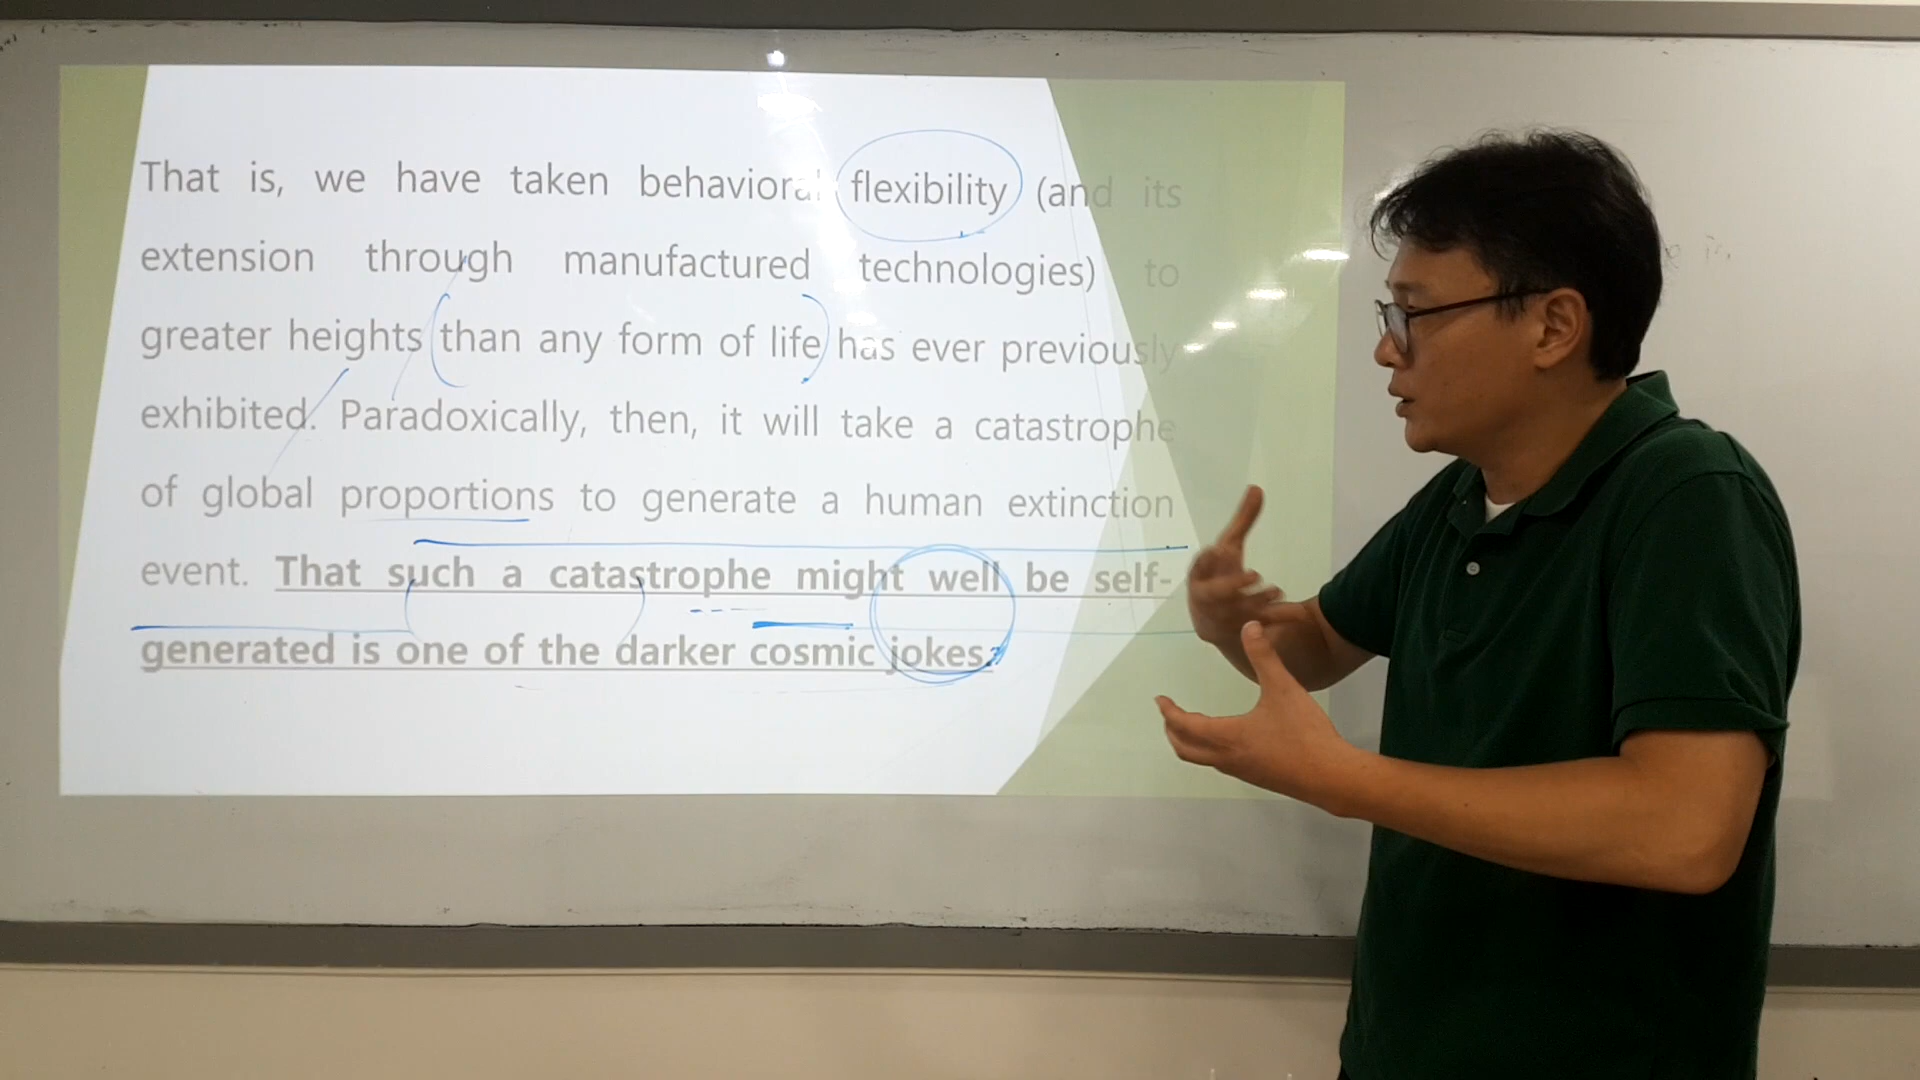 That is, we have taken behavioral flexibility (and its
extension through manufactured technologies) to
greater heights than any form of life has ever previously
exhibited. Paradoxically, then, it will take a catastrophe
of global proportions to generate a human extinction
event. That such a catastrophe might well be self-
generated is one of the darker cosmic jokes.